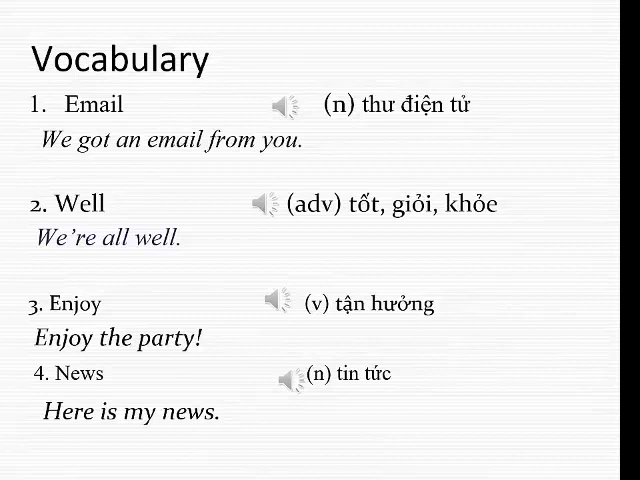 Vocabulary
1. Email (n) thư điện tử
We got an email from you.
2. Well (adv) tốt, giỏi, khỏe
We’re all well.
3. Enjoy (v) tận hưởng
Enjoy the party!
4. News (n) tin tức
Here is my news.